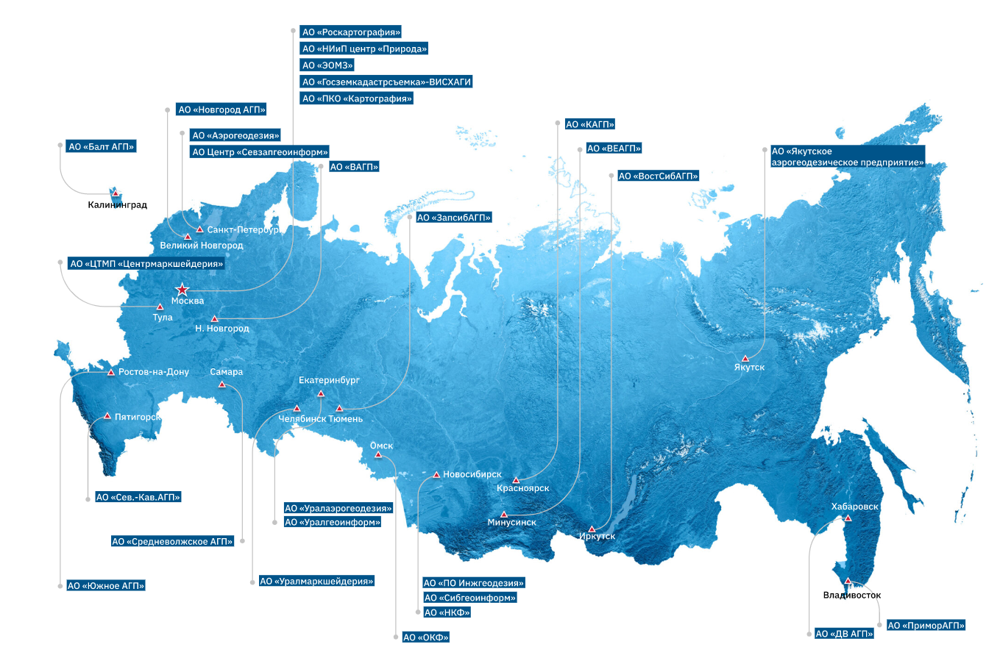 АО «Роскартография»
АО «НИиП центр «Природа»
АО «ЭОМЗ»
АО «Госземкадастрсъемка»-ВИСХАГИ
АО «ПКО «Картография»
АО «Новгород АГП»
АО «Аэрогеодезия»
АО Центр «Севзапгеоинформ»
АО «Балт АГП»
АО «ВАГП»
АО «КАГП»
АО «ВЕАГП»
АО «ВостСибАГП»
АО «Якутское
аэрогеодезическое предприятие»
Калининград
АО «ЗапсибАГП»
Санкт-Петербург
Великий Новгород
АО «ЦТМП «Центрмаркшейдерия»
Москва
Тула
Н. Новгород
Якутск
Ростов-на-Дону
Самара
Екатеринбург
Пятигорск
Челябинск
Тюмень
Омск
Новосибирск
Красноярск
АО «Сев.-Кав.АГП»
АО «Уралаэрогеодезия»
АО «Уралгеоинформ»
Минусинск
Иркутск
Хабаровск
АО «Средневолжское АГП»
АО «Южное АГП»
АО «Уралмаркшейдерия»
АО «ПО Инжгеодезия»
АО «Сибгеоинформ»
АО «НКФ»
АО «ОКФ»
Владивосток
АО «ПриморАГП»
АО «ДВ АГП»